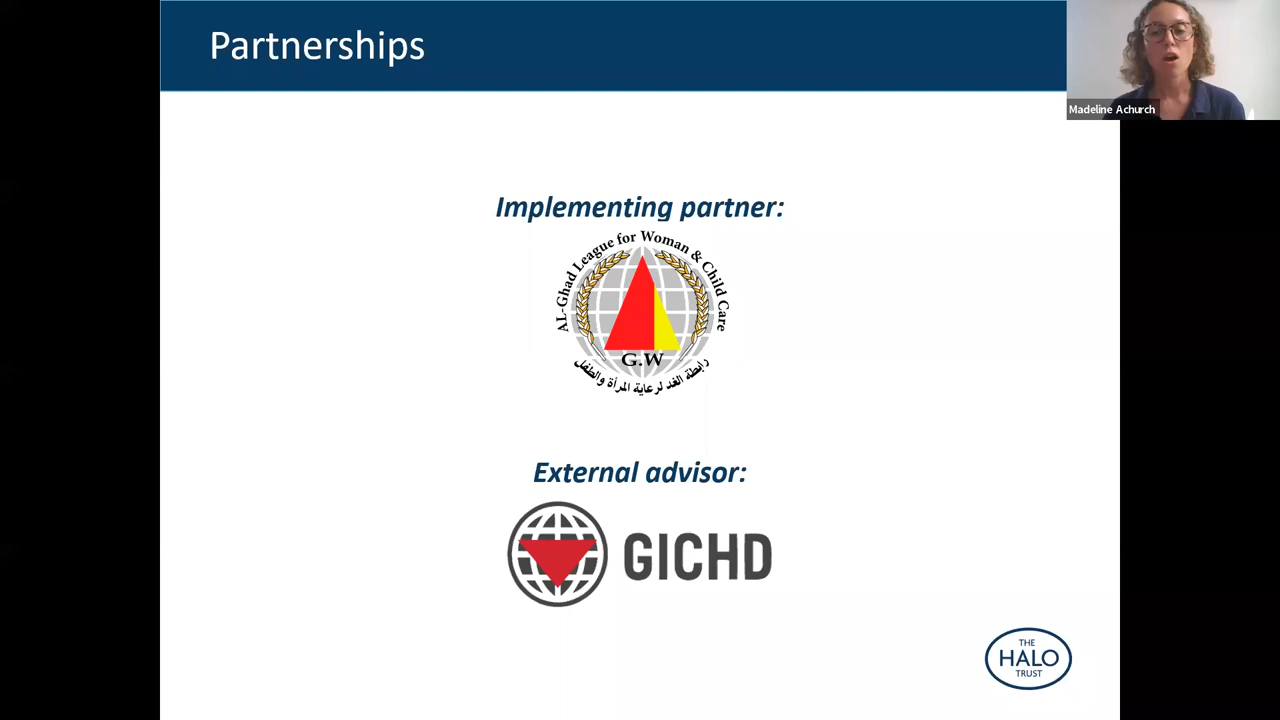 Partnerships
Madeline Achurch
Implementing partner:
AL-Ghad League for Woman & Child Care
G.W
رابطة الغد لرعاية المرأة والطفل
External advisor:
GICHD
THE
HALO
TRUST